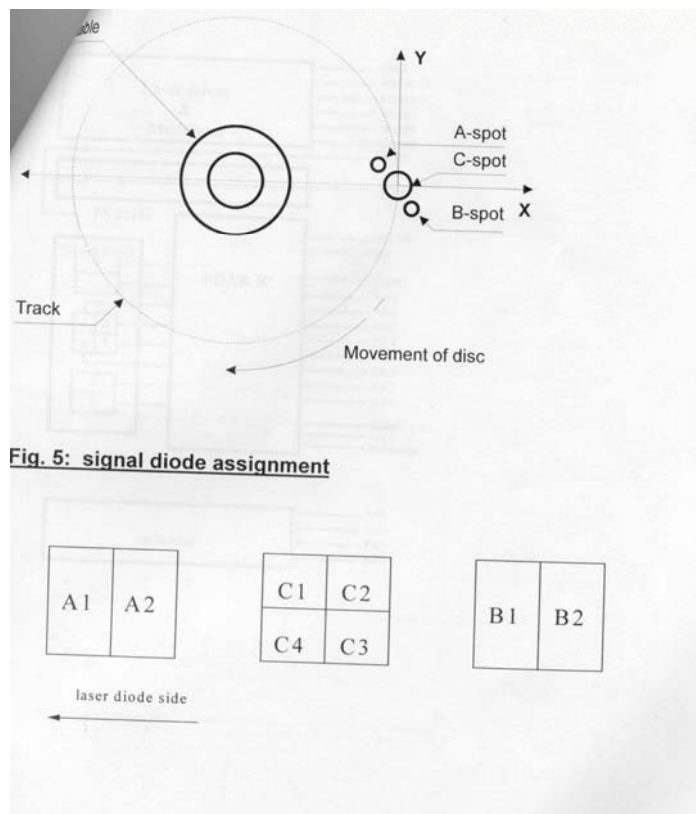 Y
A-spot
C-spot
B-spot X
Track
Movement of disc
Fig. 5: signal diode assignment
A1 A2 C1 C2 B1 B2
C4 C3
laser diode side